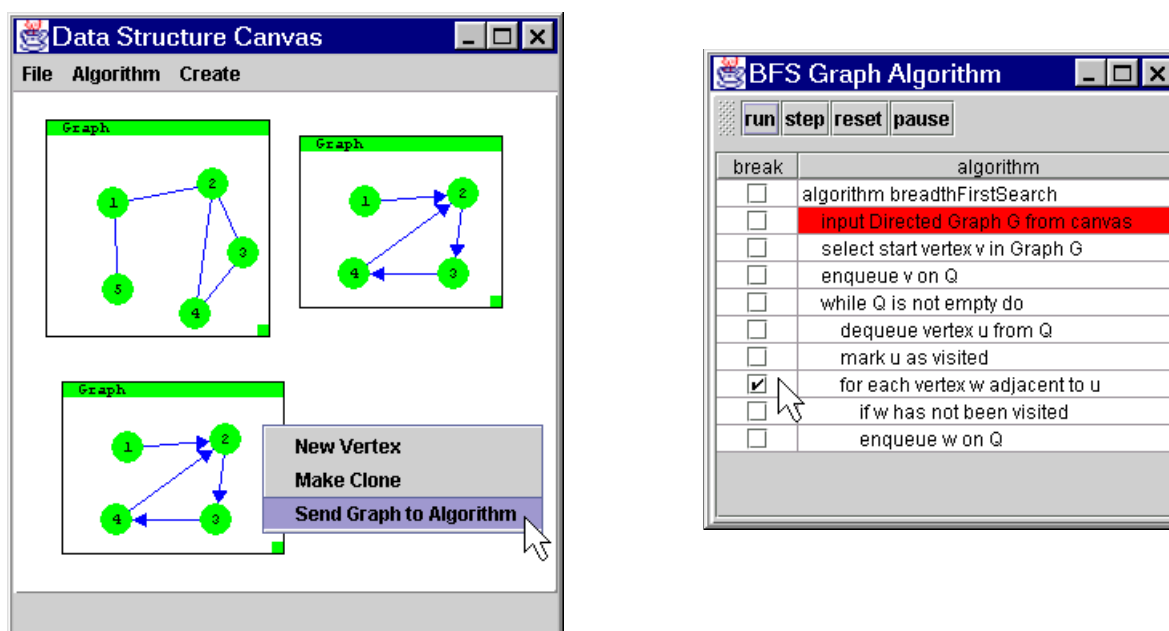 Data Structure Canvas
File Algorithm Create
Graph
1
2
3
4
5
Graph
1
2
3
4
Graph
1
2
3
4
New Vertex
Make Clone
Send Graph to Algorithm
BFS Graph Algorithm
run step reset pause
break algorithm
algorithm breadthFirstSearch
input Directed Graph G from canvas
select start vertex v in Graph G
enqueue v on Q
while Q is not empty do
dequeue vertex u from Q
mark u as visited
for each vertex w adjacent to u
if w has not been visited
enqueue w on Q